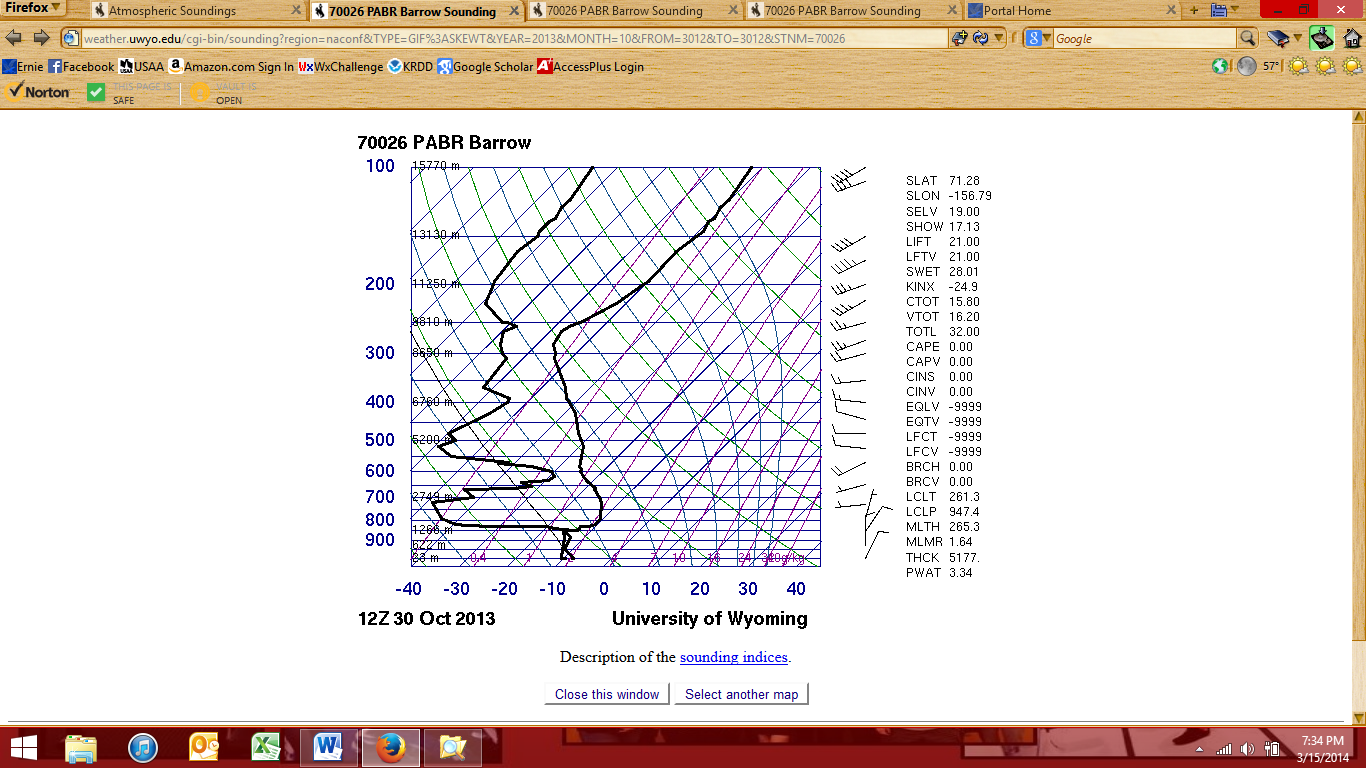 Firefox
Atmospheric Soundings
70026 PABR Barrow Sounding
70026 PABR Barrow Sounding
70026 PABR Barrow Sounding
Portal Home
weather.uwyo.edu/cgi-bin/sounding?region=naconf&TYPE=GIF%3ASKEWT&YEAR=2013&MONTH=10&FROM=3012&TO=3012&STNM=70026
Google
Ernie Facebook USAA Amazon.com Sign In WxChallenge KRDD Google Scholar AccessPlus Login
57°
Norton
THIS PAGE IS
SAFE
VAULT IS
OPEN
70026 PABR Barrow
100
15770 m
13130 m
200
11250 m
300
8650 m
400
6760 m
500
5200 m
600
700
2749 m
800
1266 m
900
622 m
23 m
0.4 1 2 4 7 10 16 24 32 40g/kg
-40 -30 -20 -10 0 10 20 30 40
12Z 30 Oct 2013
University of Wyoming
SLAT 71.28
SLON -156.79
SELV 19.00
SHOW 17.13
LIFT 21.00
LFTV 21.00
SWET 28.01
KINX -24.9
CTOT 15.80
VTOT 16.20
TOTL 32.00
CAPE 0.00
CAPV 0.00
CINS 0.00
CINV 0.00
EQLV -9999
EQTV -9999
LFCT -9999
LFCV -9999
BRCH 0.00
BRCV 0.00
LCLT 261.3
LCLP 947.4
MLTH 265.3
MLMR 1.64
THCK 5177.
PWAT 3.34
Description of the sounding indices.
Close this window
Select another map
7:34 PM
3/15/2014